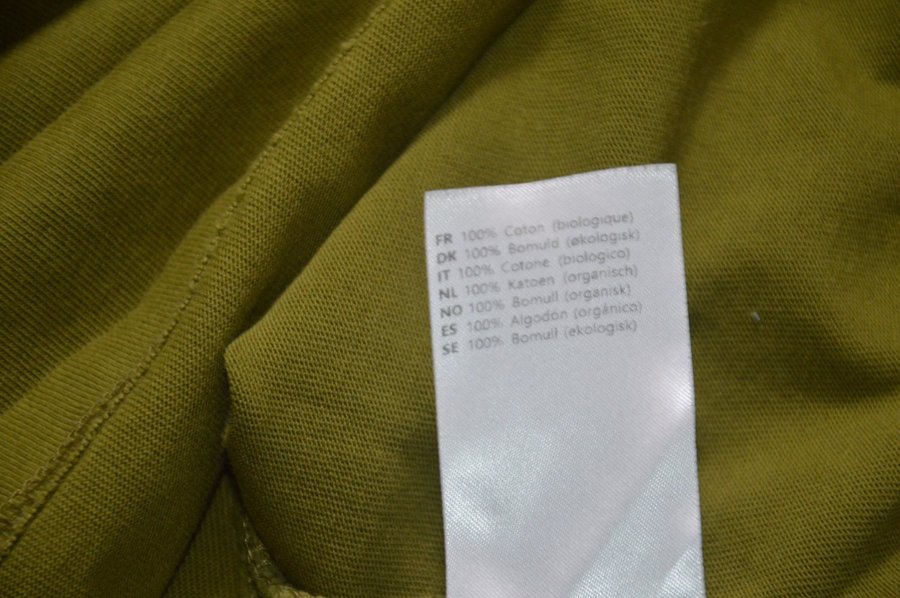 FR 100% Coton (biologique)
DK 100% Bomuld (økologisk)
IT 100% Cotone (biologico)
NL 100% Katoen (organisch)
NO 100% Bomull (organisk)
ES 100% Algodón (orgánico)
SE 100% Bomull (ekologisk)